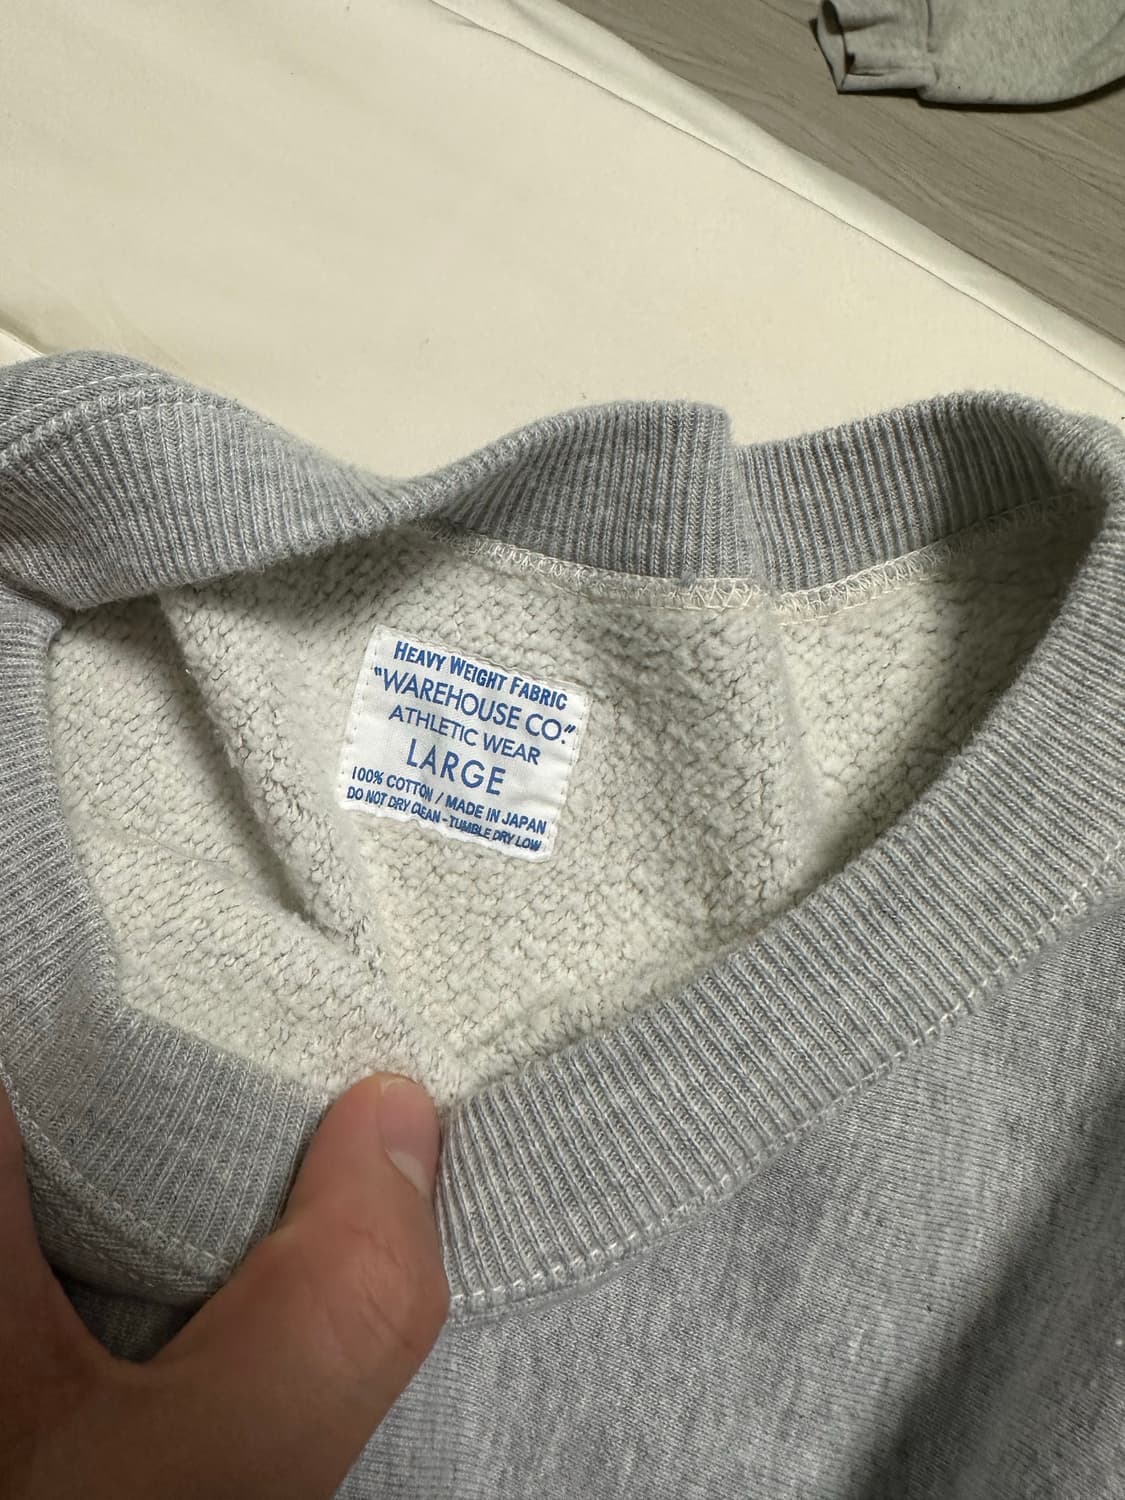 HEAVY WEIGHT FABRIC
"WAREHOUSE CO."
ATHLETIC WEAR
LARGE
100% COTTON / MADE IN JAPAN
DO NOT DRY CLEAN - TUMBLE DRY LOW